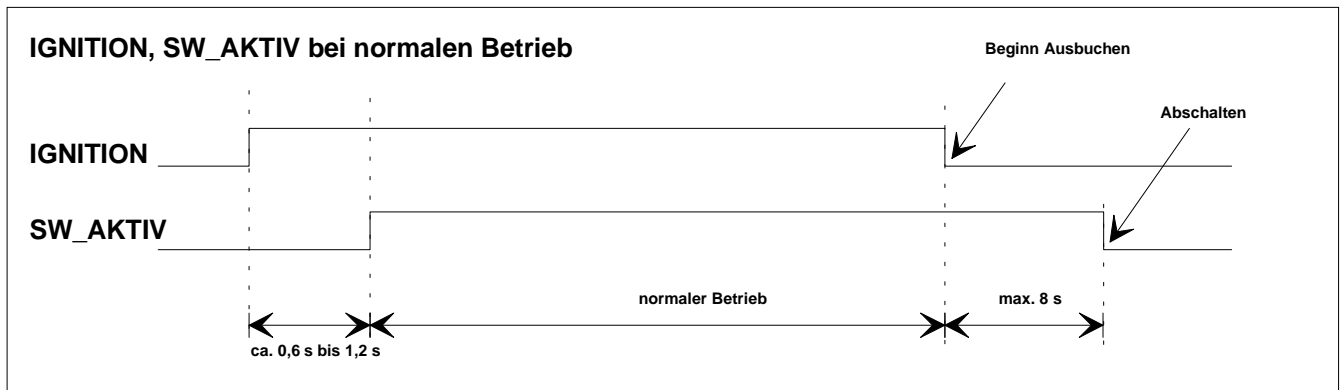 IGNITION, SW_AKTIV bei normalen Betrieb
Beginn Ausbuchen
Abschalten
IGNITION
SW_AKTIV
normaler Betrieb
max. 8 s
ca. 0,6 s bis 1,2 s